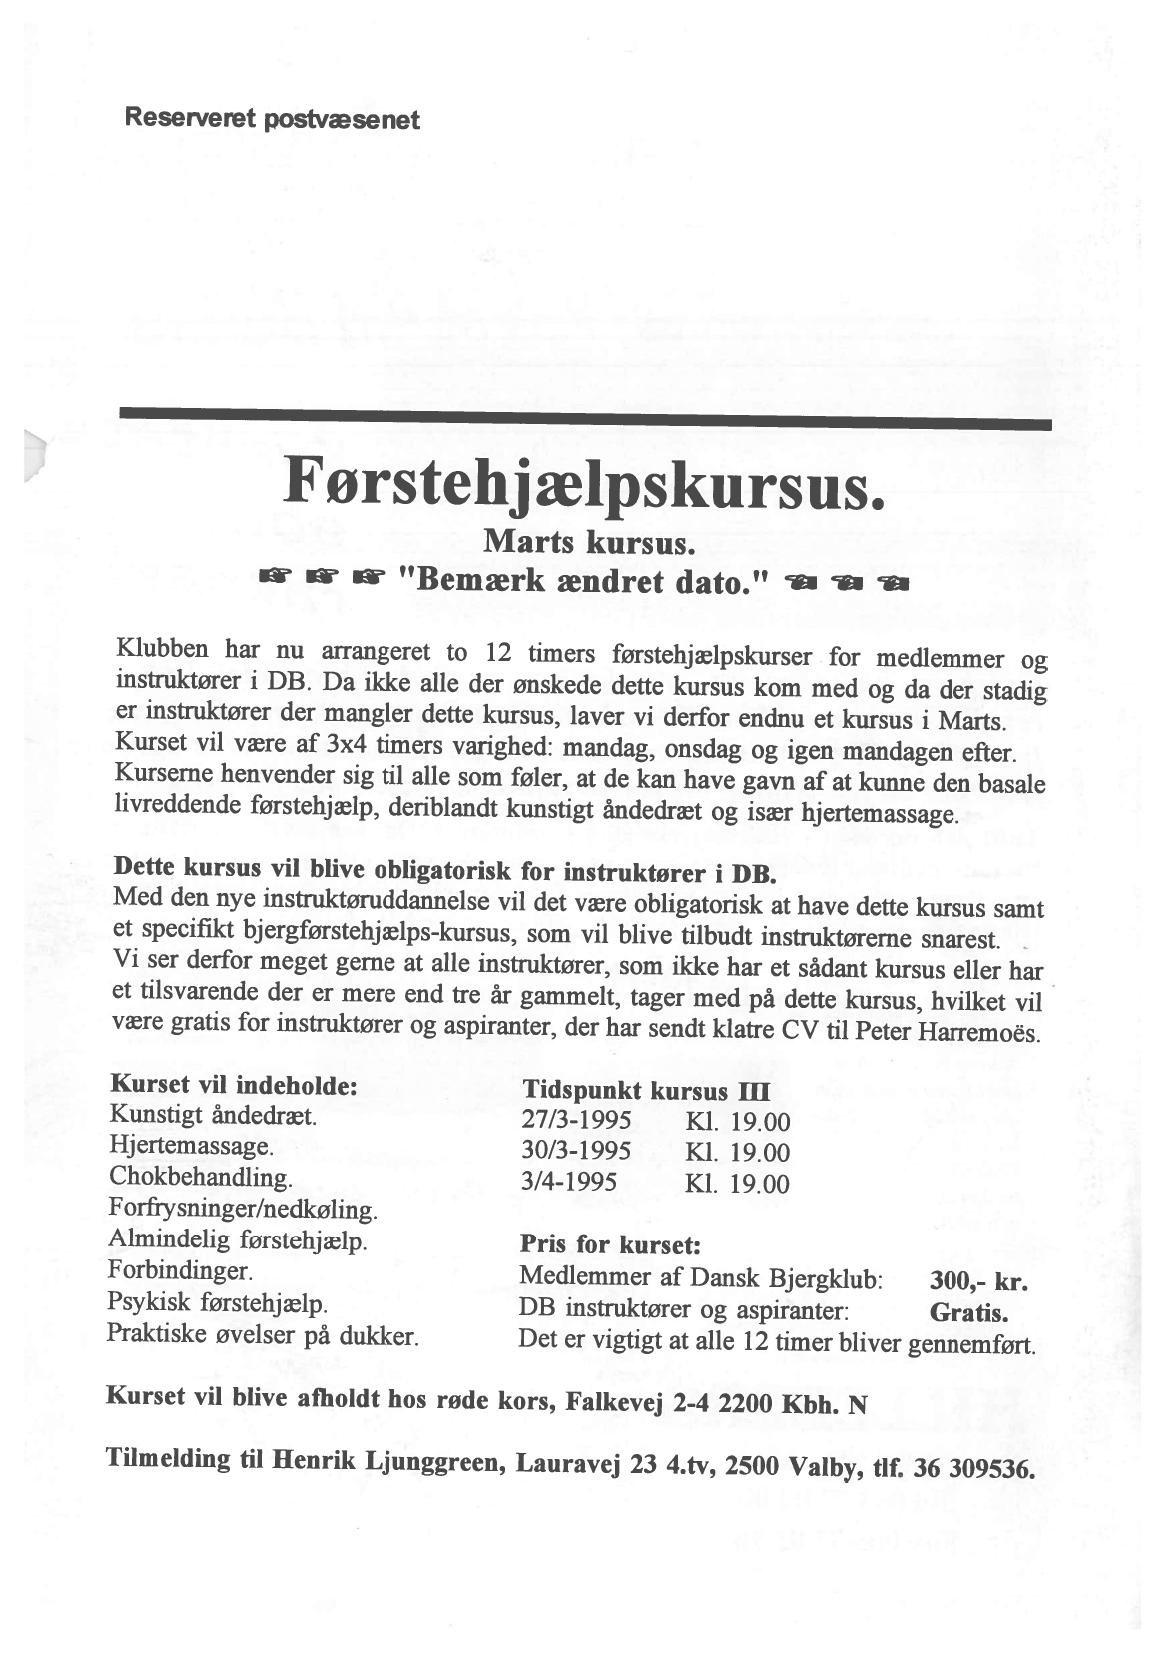 Reserveret postvæsenet
Førstehjælpskursus.
Marts kursus.
☞ ☞ ☞ "Bemærk ændret dato." ☜ ☜ ☜
Klubben har nu arrangeret to 12 timers førstehjælpskurser for medlemmer og
instruktører i DB. Da ikke alle der ønskede dette kursus kom med og da der stadig
er instruktører der mangler dette kursus, laver vi derfor endnu et kursus i Marts.
Kurset vil være af 3x4 timers varighed: mandag, onsdag og igen mandagen efter.
Kurserne henvender sig til alle som føler, at de kan have gavn af at kunne den basale
livreddende førstehjælp, deriblandt kunstigt åndedræt og især hjertemassage.
Dette kursus vil blive obligatorisk for instruktører i DB.
Med den nye instruktøruddannelse vil det være obligatorisk at have dette kursus samt
et specifikt bjergførstehjælps-kursus, som vil blive tilbudt instruktørerne snarest.
Vi ser derfor meget gerne at alle instruktører, som ikke har et sådant kursus eller har
et tilsvarende der er mere end tre år gammelt, tager med på dette kursus, hvilket vil
være gratis for instruktører og aspiranter, der har sendt klatre CV til Peter Harremoës.
Kurset vil indeholde:
Kunstigt åndedræt.
Hjertemassage.
Chokbehandling.
Forfrysninger/nedkøling.
Almindelig førstehjælp.
Forbindinger.
Psykisk førstehjælp.
Praktiske øvelser på dukker.
Tidspunkt kursus III
27/3-1995 Kl. 19.00
30/3-1995 Kl. 19.00
3/4-1995 Kl. 19.00
Pris for kurset:
Medlemmer af Dansk Bjergklub: 300,- kr.
DB instruktører og aspiranter: Gratis.
Det er vigtigt at alle 12 timer bliver gennemført.
Kurset vil blive afholdt hos røde kors, Falkevej 2-4 2200 Kbh. N
Tilmelding til Henrik Ljunggreen, Lauravej 23 4.tv, 2500 Valby, tlf. 36 309536.